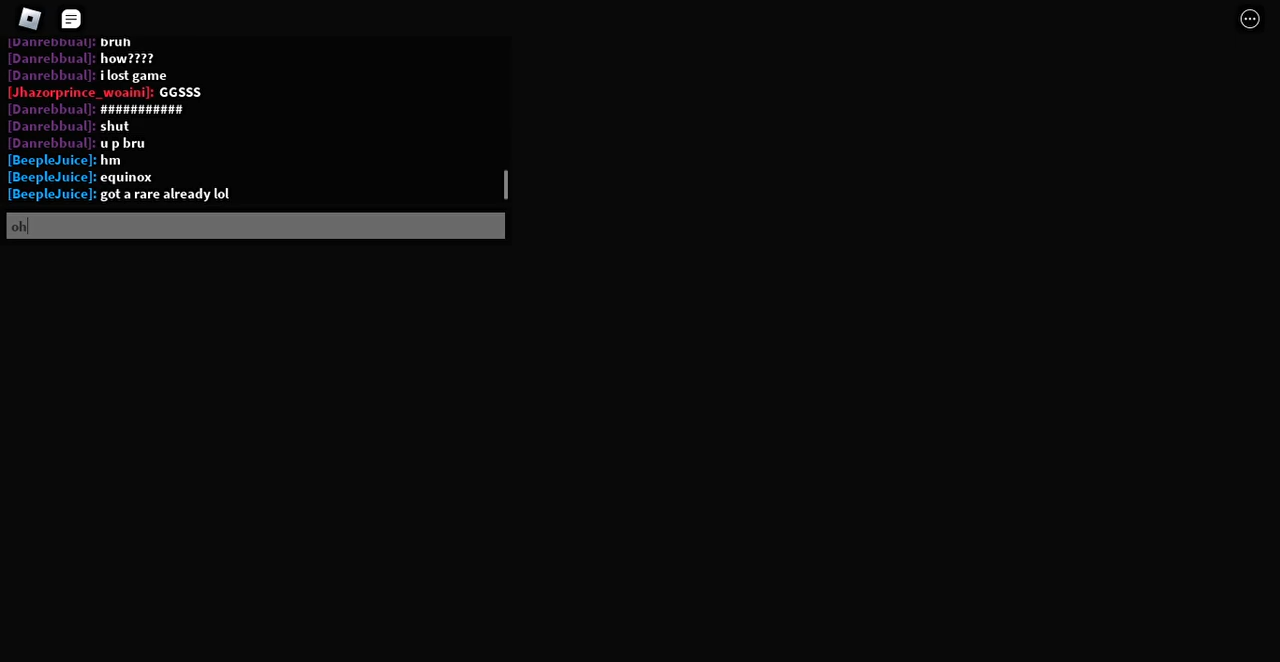 [Danrebbual]: bruh
[Danrebbual]: how????
[Danrebbual]: i lost game
[Jhazorprince_woaini]: GGSSS
[Danrebbual]: ###########
[Danrebbual]: shut
[Danrebbual]: u p bru
[BeepleJuice]: hm
[BeepleJuice]: equinox
[BeepleJuice]: got a rare already lol
oh